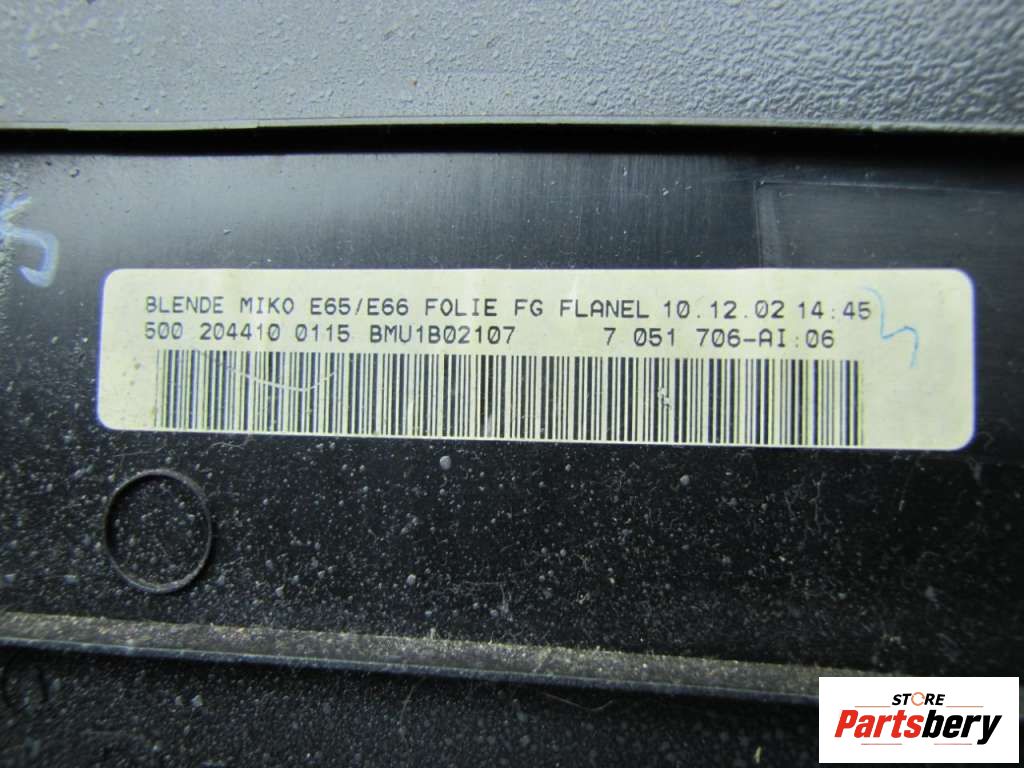 BLENDE MIKO E65/E66 FOLIE FG FLANEL 10.12.02 14:45
500 204410 0115 BMU1B02107 7 051 706-AI:06
STORE
Partsbery